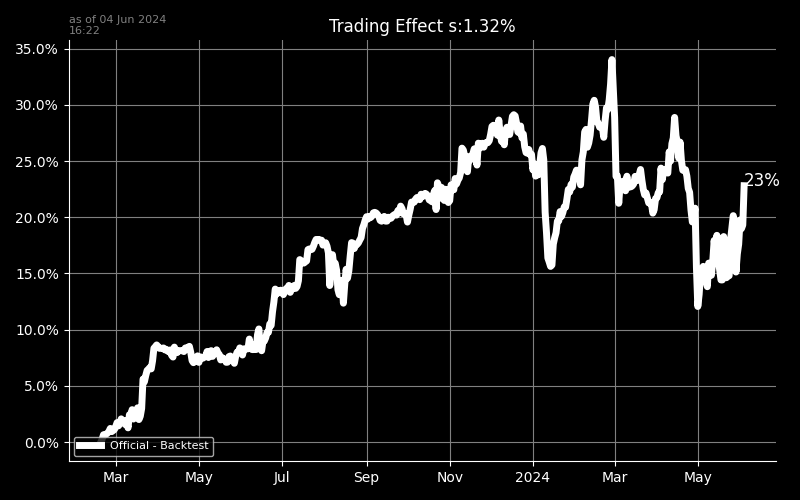 as of 04 Jun 2024
16:22
Trading Effect s:1.32%
35.0%
30.0%
25.0%
23%
20.0%
15.0%
10.0%
5.0%
0.0%
Official - Backtest
Mar May Jul Sep Nov 2024 Mar May